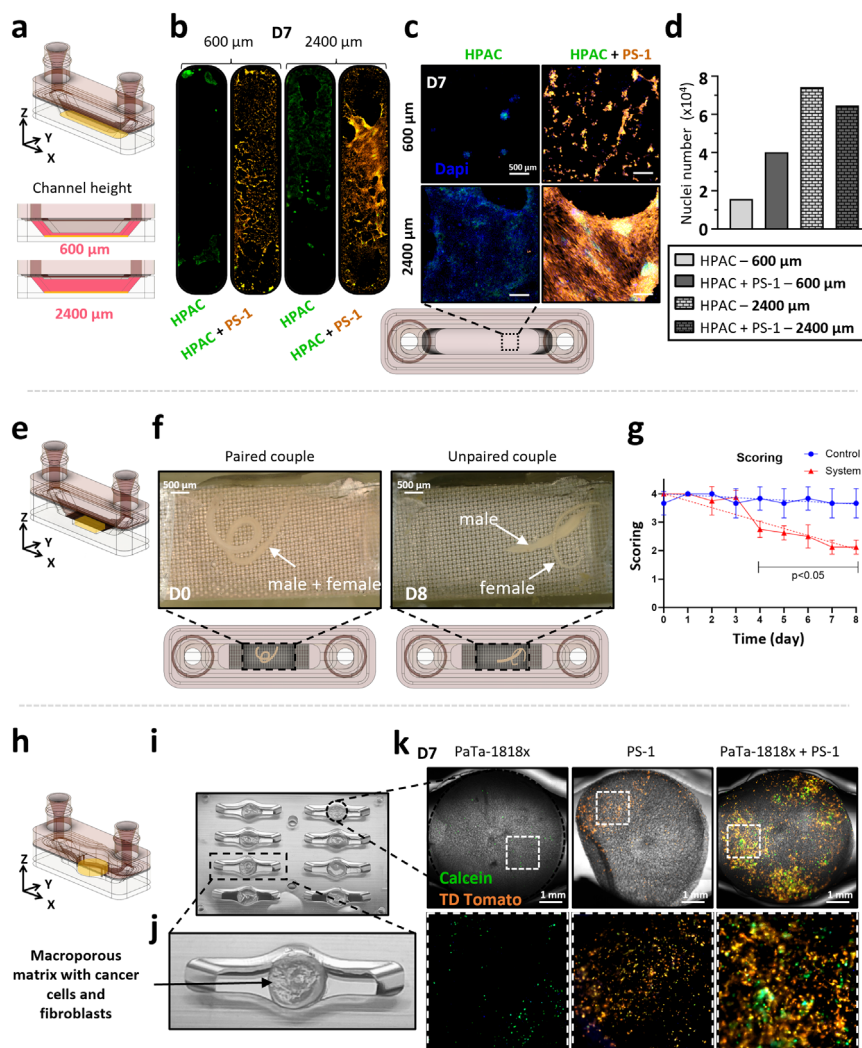 a
Z
Y
X
Channel height
600 µm
2400 µm
b
D7
600 µm
2400 µm
HPAC
HPAC + PS-1
HPAC
HPAC + PS-1
c
HPAC
HPAC + PS-1
D7
600 µm
Dapi
500 µm
2400 µm
d
Nuclei number (x10⁴)
8
6
4
2
0
HPAC – 600 µm
HPAC + PS-1 – 600 µm
HPAC – 2400 µm
HPAC + PS-1 – 2400 µm
e
Z
Y
X
f
Paired couple
Unpaired couple
500 µm
male + female
D0
500 µm
male
female
D8
g
Scoring
Control
System
Scoring
4
3
2
1
0
p<0.05
0 1 2 3 4 5 6 7 8
Time (day)
h
Z
Y
X
i
j
Macroporous
matrix with cancer
cells and
fibroblasts
k
D7
PaTa-1818x
PS-1
PaTa-1818x + PS-1
Calcein
TD Tomato
1 mm
1 mm
1 mm